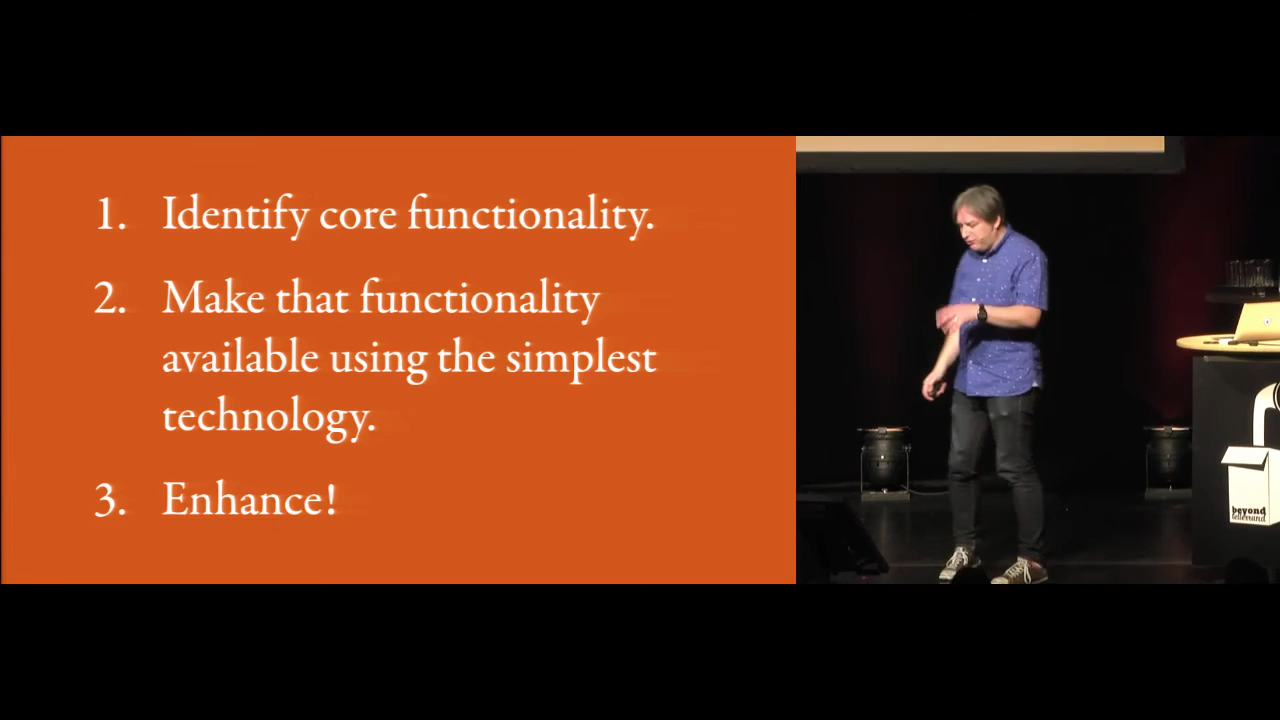 1. Identify core functionality.
2. Make that functionality
available using the simplest
technology.
3. Enhance!
beyond
tellerrand